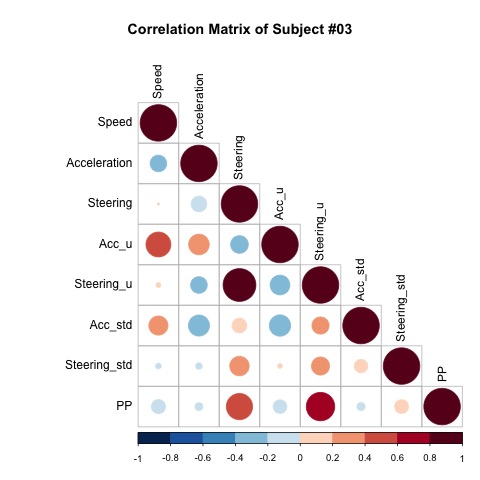 Correlation Matrix of Subject #03
Speed
Acceleration
Steering
Acc_u
Steering_u
Acc_std
Steering_std
PP
Speed
Acceleration
Steering
Acc_u
Steering_u
Acc_std
Steering_std
PP
-1 -0.8 -0.6 -0.4 -0.2 0 0.2 0.4 0.6 0.8 1